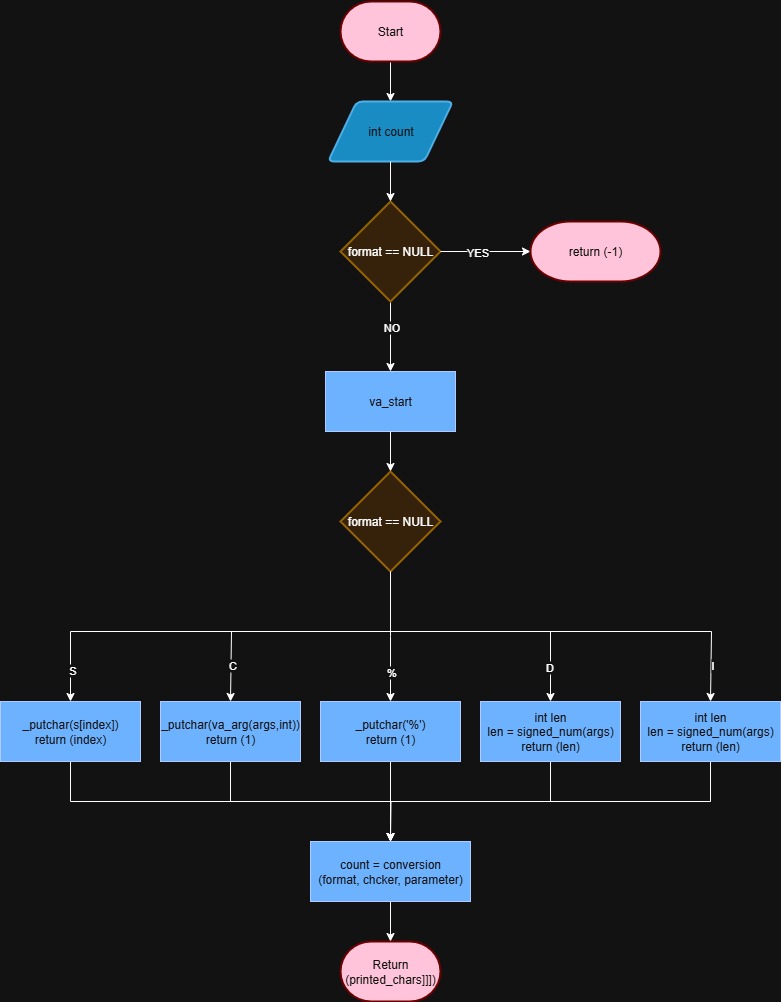 Start
int count
format == NULL
YES
return (-1)
NO
va_start
format == NULL
S
C
%
D
I
_putchar(s[index])
return (index)
_putchar(va_arg(args,int))
return (1)
_putchar('%')
return (1)
int len
len = signed_num(args)
return (len)
int len
len = signed_num(args)
return (len)
count = conversion
(format, chcker, parameter)
Return
(printed_chars]]])